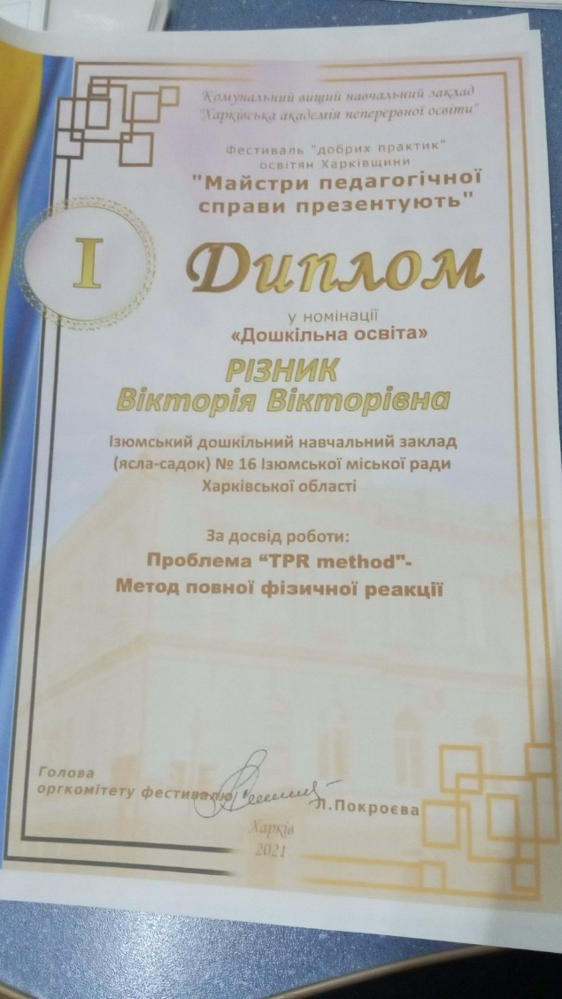 Комунальний вищий навчальний заклад
"Харківська академія неперервної освіти"
Фестиваль "добрих практик"
освітян Харківщини
"Майстри педагогічної
справи презентують"
I
Диплом
у номінації
«Дошкільна освіта»
РІЗНИК
Вікторія Вікторівна
Ізюмський дошкільний навчальний заклад
(ясла-садок) № 16 Ізюмської міської ради
Харківської області
За досвід роботи:
Проблема “TPR method"-
Метод повної фізичної реакції
Голова
оргкомітету фестивалю
Л.Покроєва
Харків
2021